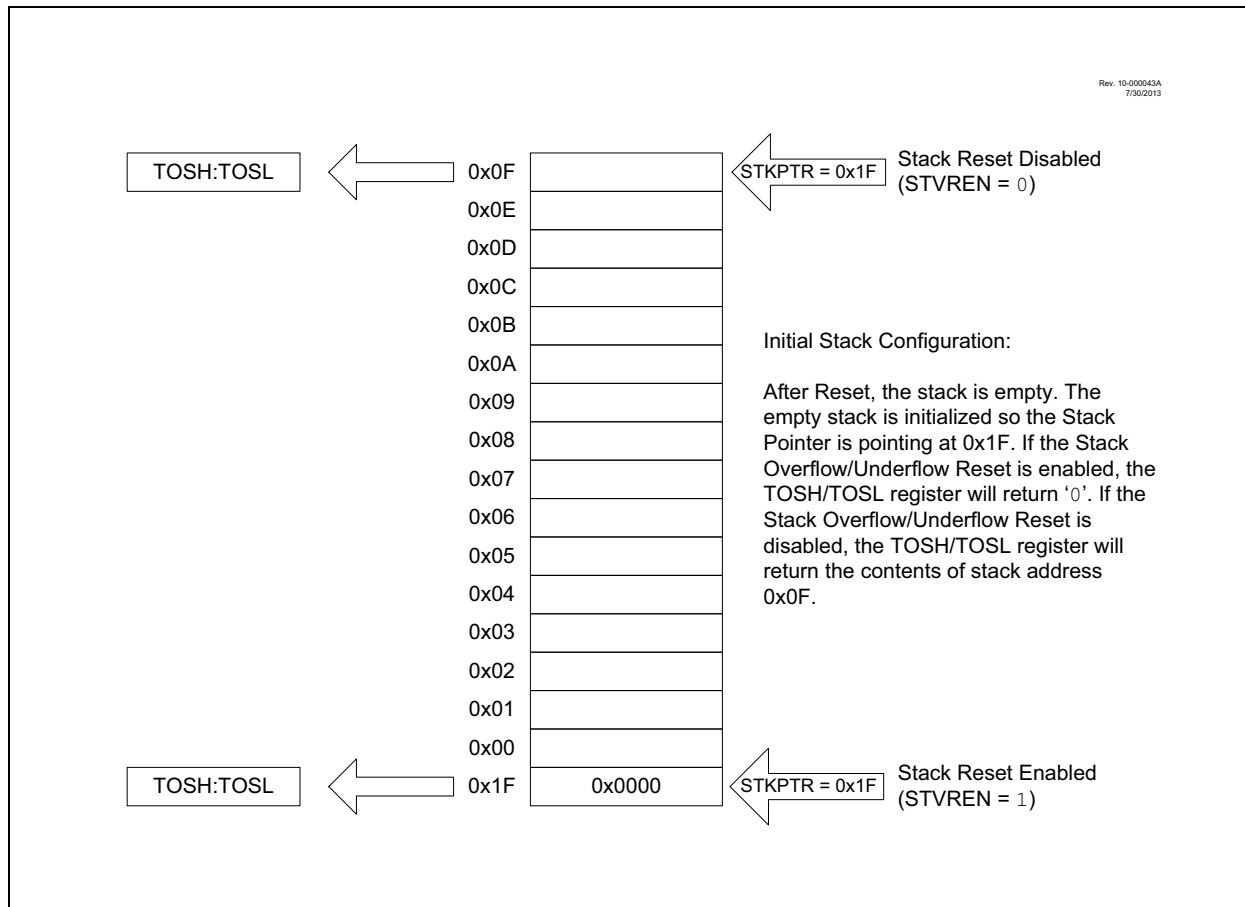 Rev. 10-000043A
7/30/2013
TOSH:TOSL
0x0F
STKPTR = 0x1F
Stack Reset Disabled
(STVREN = 0)
0x0E
0x0D
0x0C
0x0B
0x0A
0x09
0x08
0x07
0x06
0x05
0x04
0x03
0x02
0x01
0x00
Initial Stack Configuration:
After Reset, the stack is empty. The
empty stack is initialized so the Stack
Pointer is pointing at 0x1F. If the Stack
Overflow/Underflow Reset is enabled, the
TOSH/TOSL register will return ‘0’. If the
Stack Overflow/Underflow Reset is
disabled, the TOSH/TOSL register will
return the contents of stack address
0x0F.
TOSH:TOSL
0x1F
0x0000
STKPTR = 0x1F
Stack Reset Enabled
(STVREN = 1)